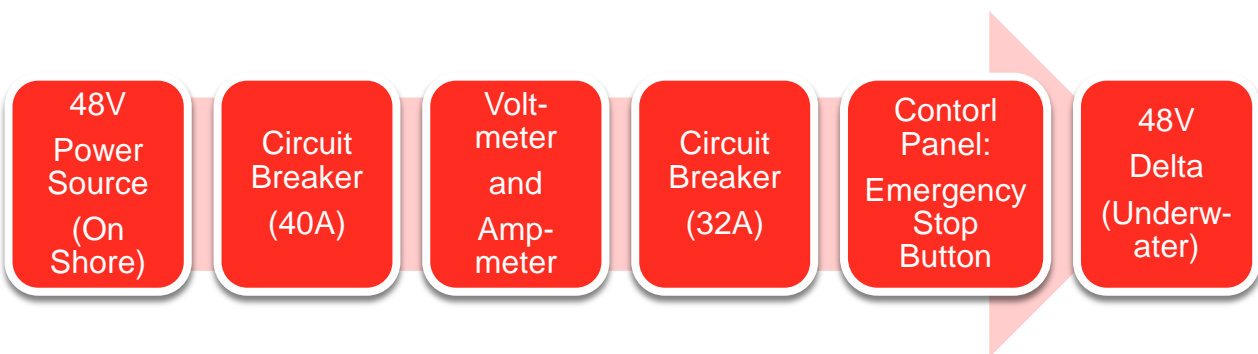 48V
Power
Source
(On
Shore)
Circuit
Breaker
(40A)
Volt-
meter
and
Amp-
meter
Circuit
Breaker
(32A)
Contorl
Panel:
Emergency
Stop
Button
48V
Delta
(Underw-
ater)